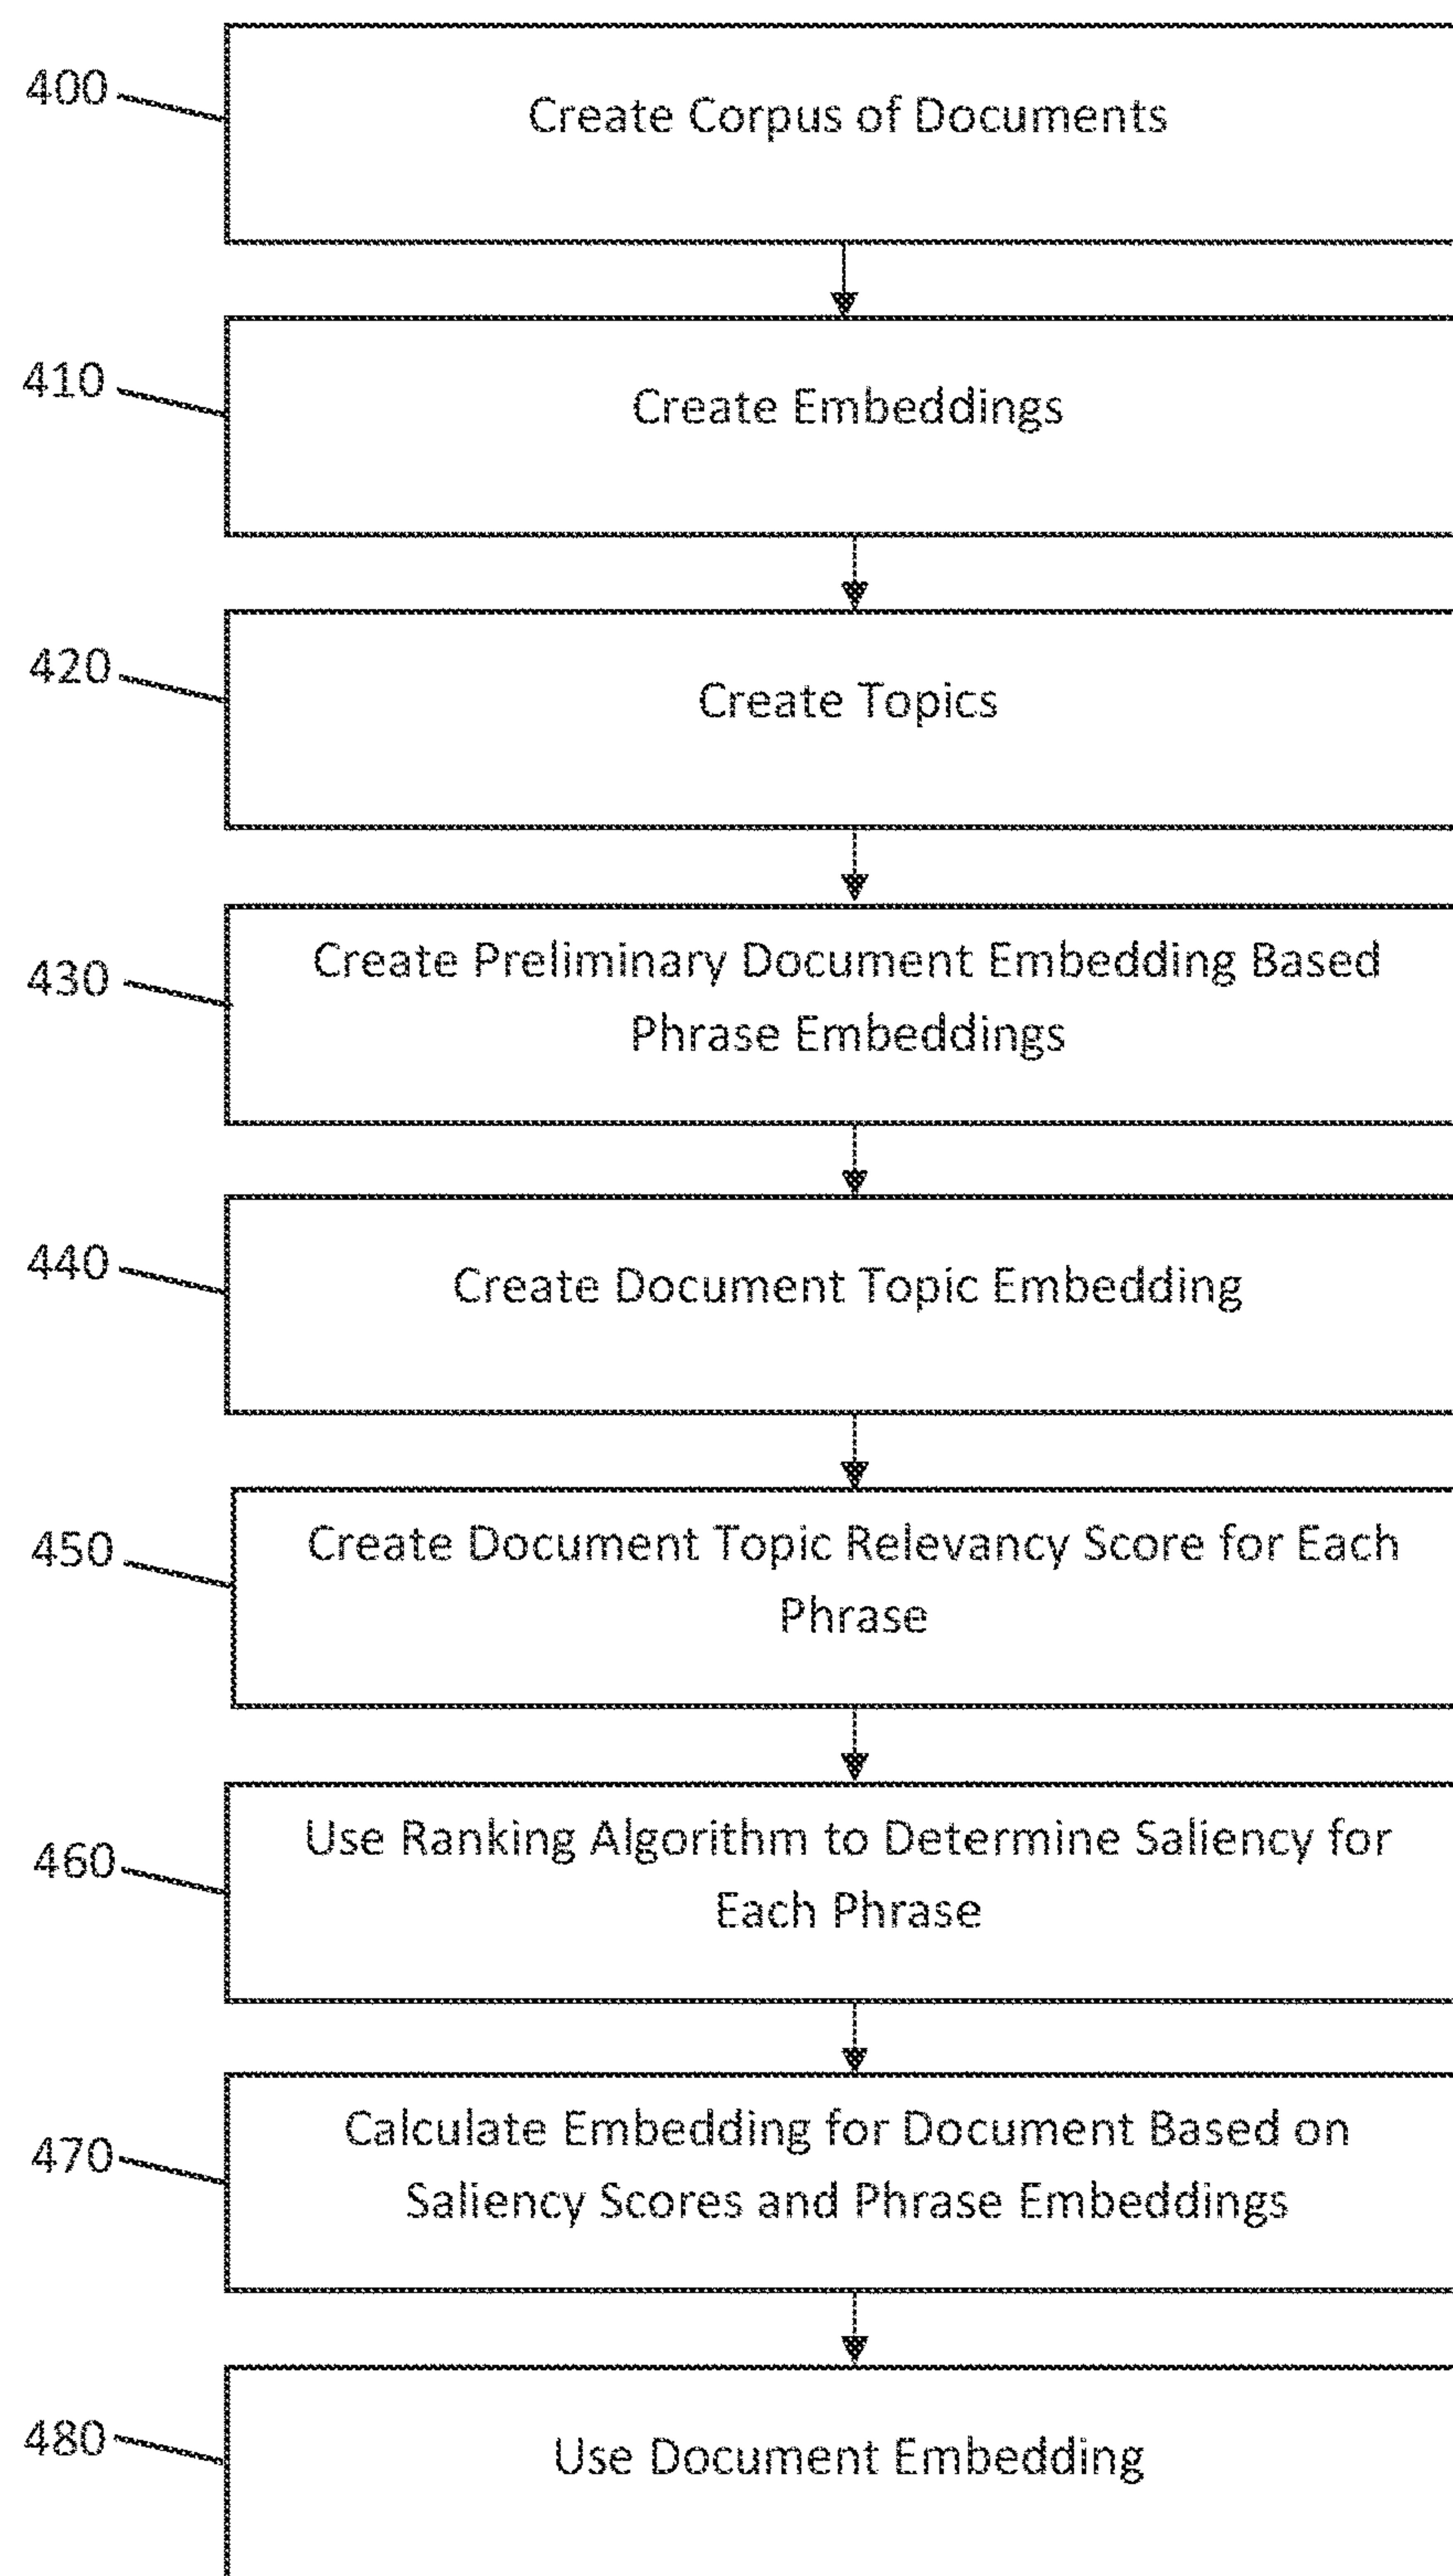 400
Create Corpus of Documents
410
Create Embeddings
420
Create Topics
430
Create Preliminary Document Embedding Based
Phrase Embeddings
440
Create Document Topic Embedding
450
Create Document Topic Relevancy Score for Each
Phrase
460
Use Ranking Algorithm to Determine Saliency for
Each Phrase
470
Calculate Embedding for Document Based on
Saliency Scores and Phrase Embeddings
480
Use Document Embedding